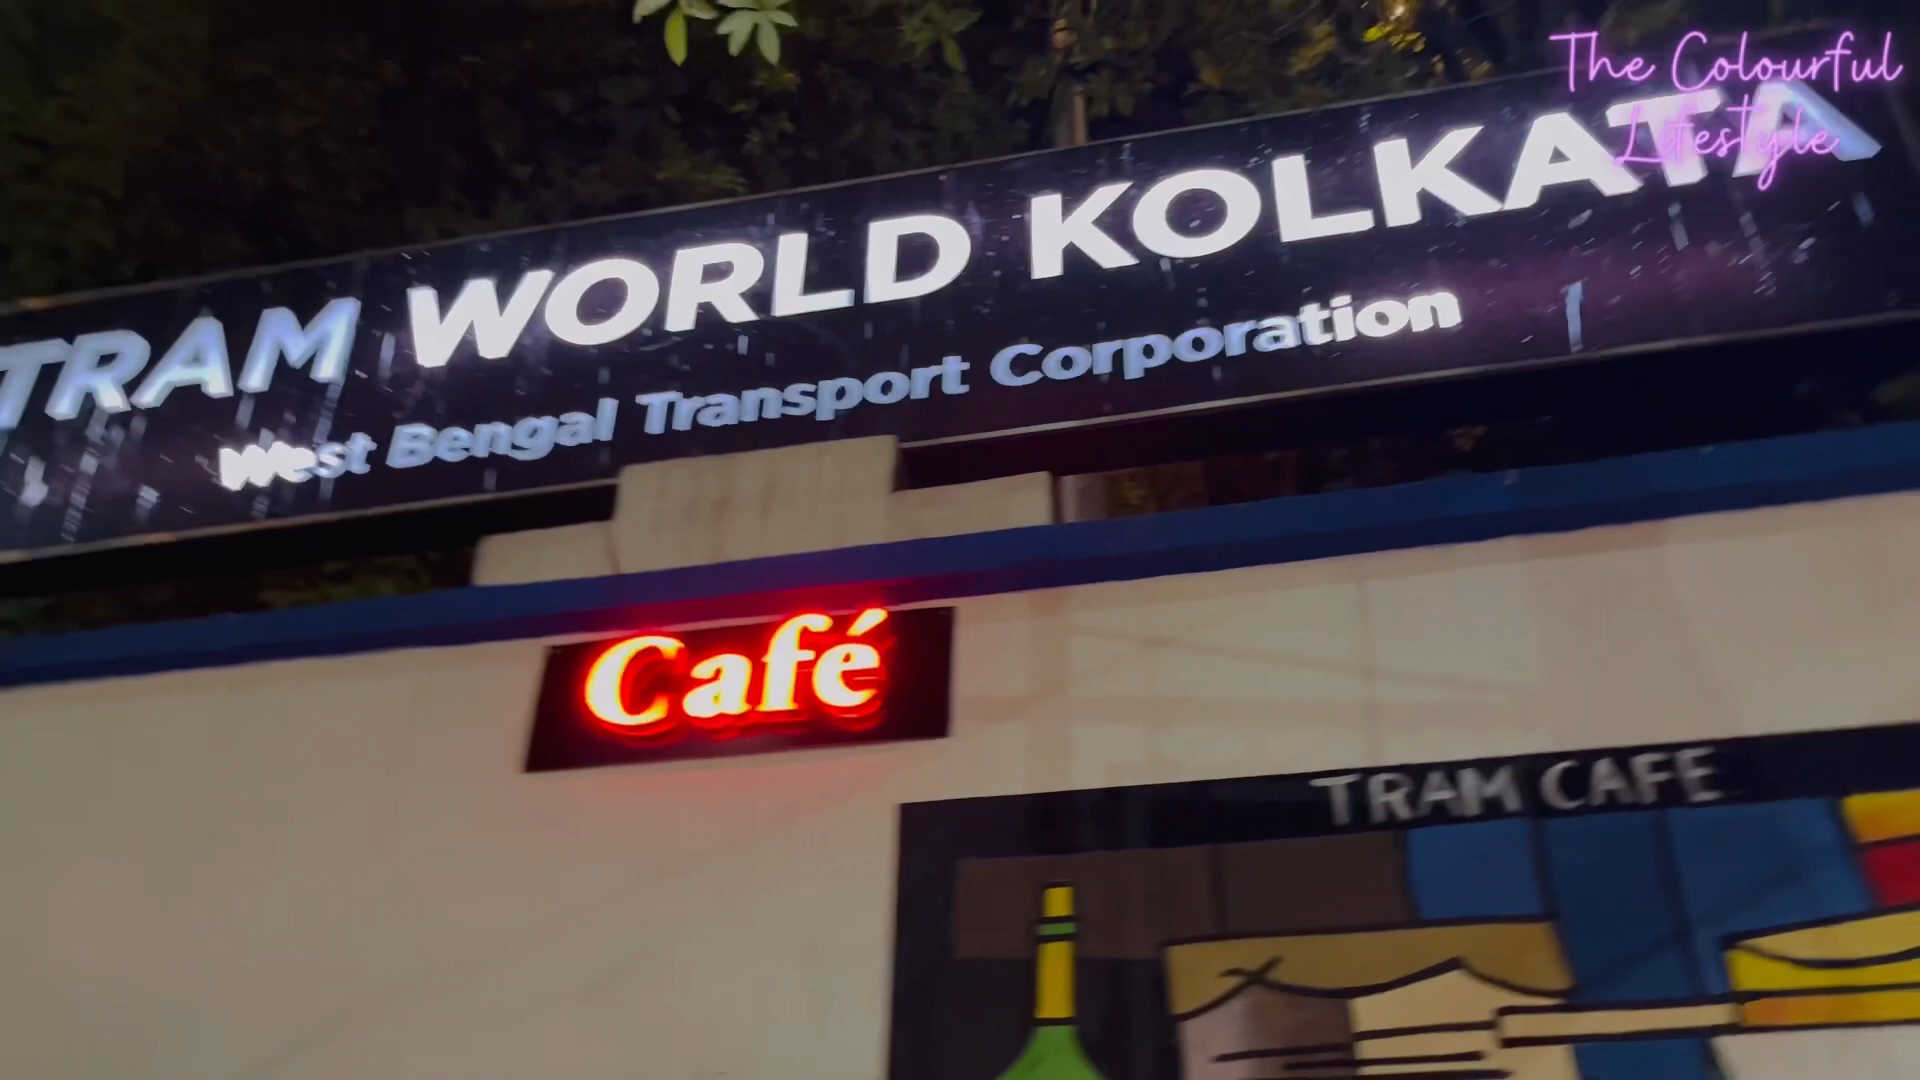 The Colourful
Lifestyle
TRAM WORLD KOLKATA
West Bengal Transport Corporation
Café
TRAM CAFE